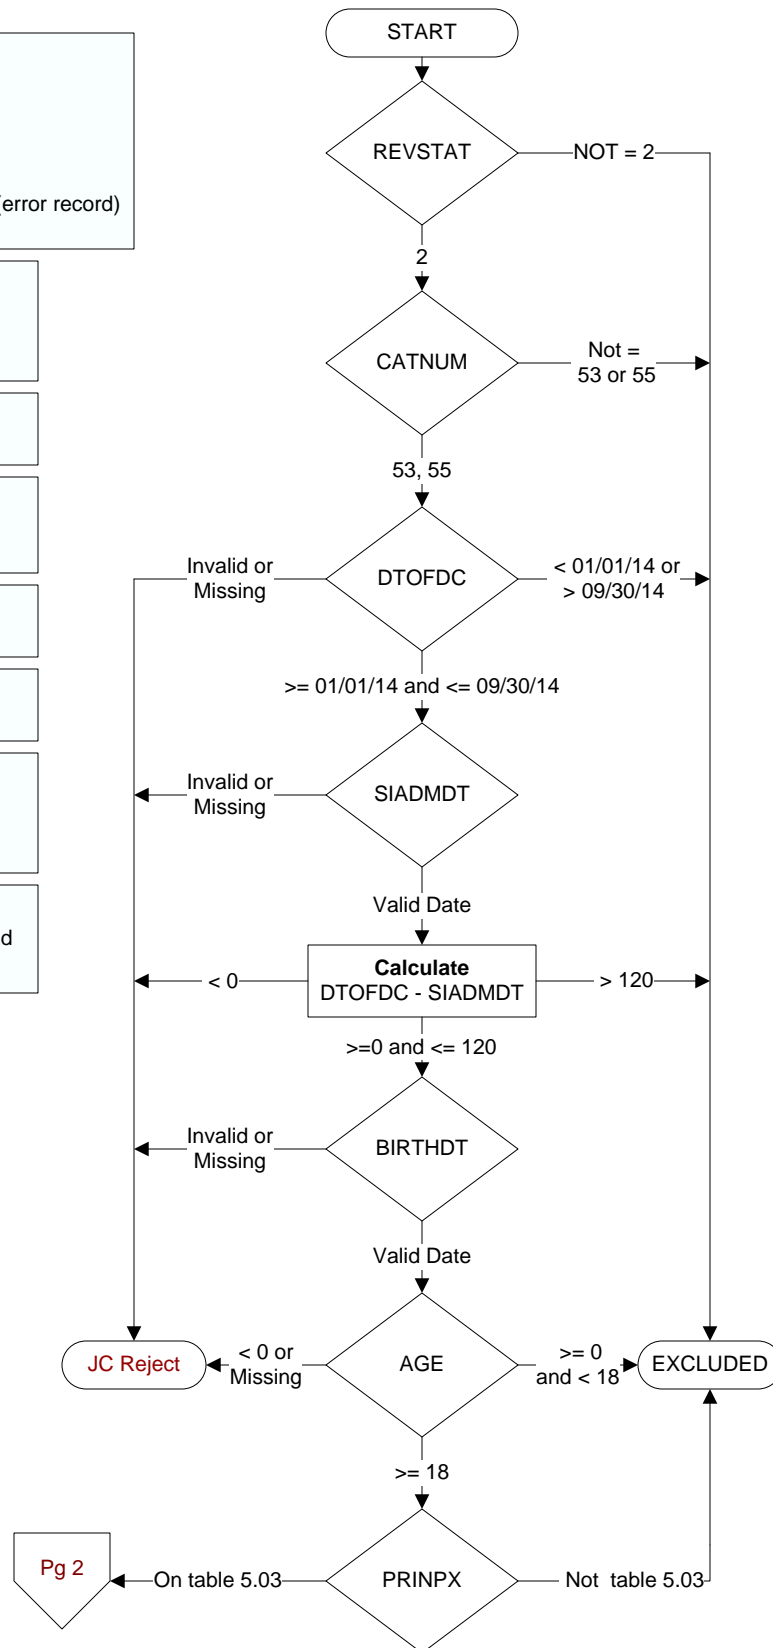 START
REVSTAT
NOT = 2
(error record)
2
CATNUM
Not =
53 or 55
53, 55
Invalid or
Missing
DTOFDC
< 01/01/14 or
> 09/30/14
>= 01/01/14 and <= 09/30/14
Invalid or
Missing
SIADMDT
Valid Date
d
< 0
Calculate
DTOFDC - SIADMDT
> 120
>=0 and <= 120
Invalid or
Missing
BIRTHDT
Valid Date
JC Reject
< 0 or
Missing
AGE
>= 0
and < 18
EXCLUDED
>= 18
Pg 2
On table 5.03
PRINPX
Not table 5.03